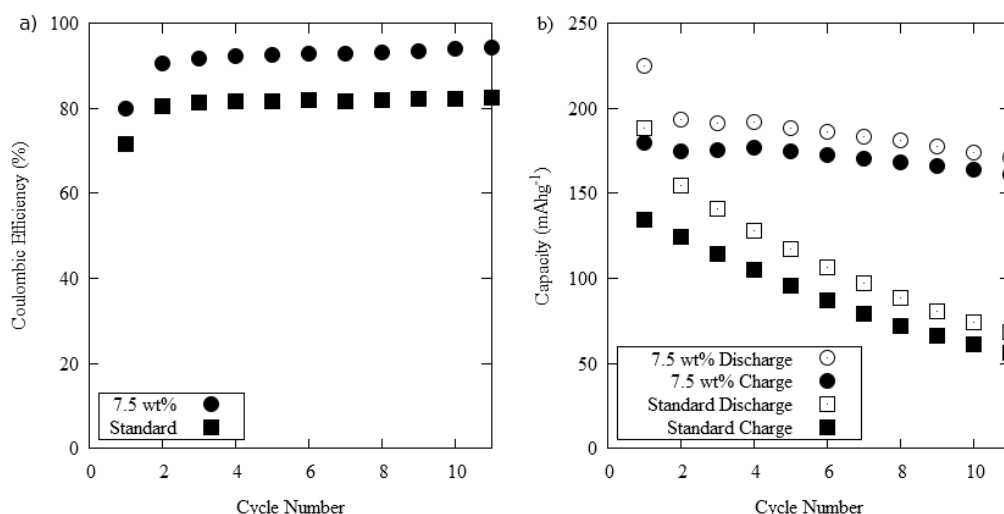 a)
100
80
60
40
20
0
Coulombic Efficiency (%)
7.5 wt%
Standard
0 2 4 6 8 10
Cycle Number
b)
250
200
150
100
50
0
Capacity (mAhg⁻¹)
7.5 wt% Discharge
7.5 wt% Charge
Standard Discharge
Standard Charge
0 2 4 6 8 10
Cycle Number